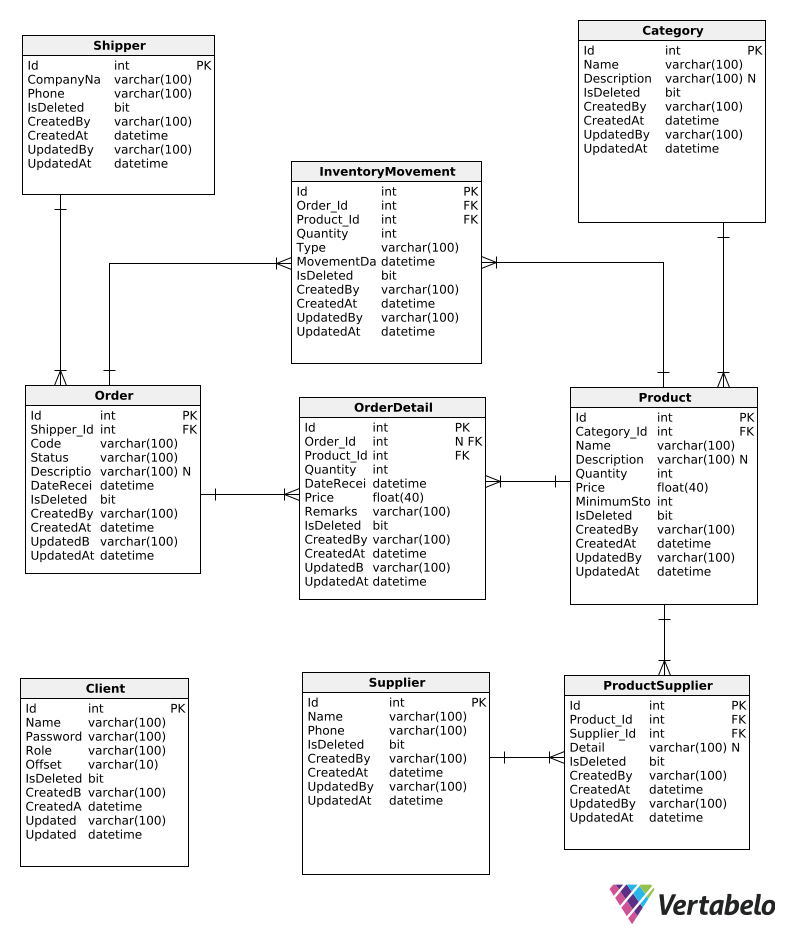 Shipper
Id int PK
CompanyNa varchar(100)
Phone varchar(100)
IsDeleted bit
CreatedBy varchar(100)
CreatedAt datetime
UpdatedBy varchar(100)
UpdatedAt datetime
Category
Id int PK
Name varchar(100)
Description varchar(100) N
IsDeleted bit
CreatedBy varchar(100)
CreatedAt datetime
UpdatedBy varchar(100)
UpdatedAt datetime
InventoryMovement
Id int PK
Order_Id int FK
Product_Id int FK
Quantity int
Type varchar(100)
MovementDa datetime
IsDeleted bit
CreatedBy varchar(100)
CreatedAt datetime
UpdatedBy varchar(100)
UpdatedAt datetime
Order
Id int PK
Shipper_Id int FK
Code varchar(100)
Status varchar(100)
Descriptio varchar(100) N
DateRecei datetime
IsDeleted bit
CreatedBy varchar(100)
CreatedAt datetime
UpdatedB varchar(100)
UpdatedAt datetime
OrderDetail
Id int PK
Order_Id int N FK
Product_Id int FK
Quantity int
DateRecei datetime
Price float(40)
Remarks varchar(100)
IsDeleted bit
CreatedBy varchar(100)
CreatedAt datetime
UpdatedB varchar(100)
UpdatedAt datetime
Product
Id int PK
Category_Id int FK
Name varchar(100)
Description varchar(100) N
Quantity int
Price float(40)
MinimumSto int
IsDeleted bit
CreatedBy varchar(100)
CreatedAt datetime
UpdatedBy varchar(100)
UpdatedAt datetime
Client
Id int PK
Name varchar(100)
Password varchar(100)
Role varchar(100)
Offset varchar(10)
IsDeleted bit
CreatedB varchar(100)
CreatedA datetime
Updated varchar(100)
Updated datetime
Supplier
Id int PK
Name varchar(100)
Phone varchar(100)
IsDeleted bit
CreatedBy varchar(100)
CreatedAt datetime
UpdatedBy varchar(100)
UpdatedAt datetime
ProductSupplier
Id int PK
Product_Id int FK
Supplier_Id int FK
Detail varchar(100) N
IsDeleted bit
CreatedBy varchar(100)
CreatedAt datetime
UpdatedBy varchar(100)
UpdatedAt datetime
Vertabelo